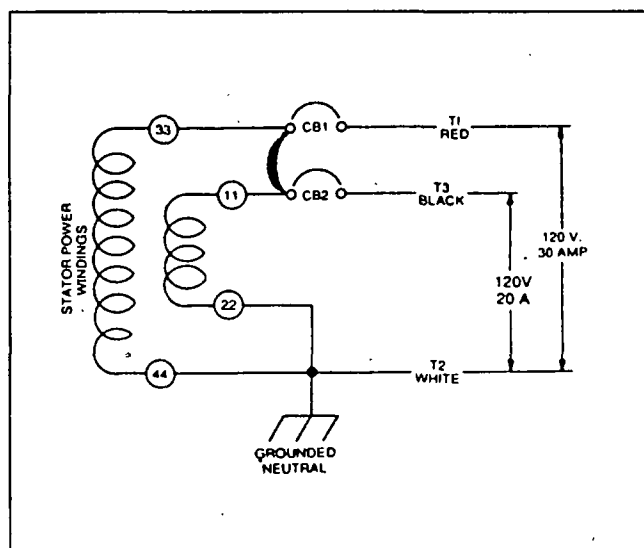 33
CB1
T1
RED
11
CB2
T3
BLACK
STATOR POWER
WINDINGS
120 V.
30 AMP
120V
20 A
22
T2
WHITE
44
GROUNDED
NEUTRAL